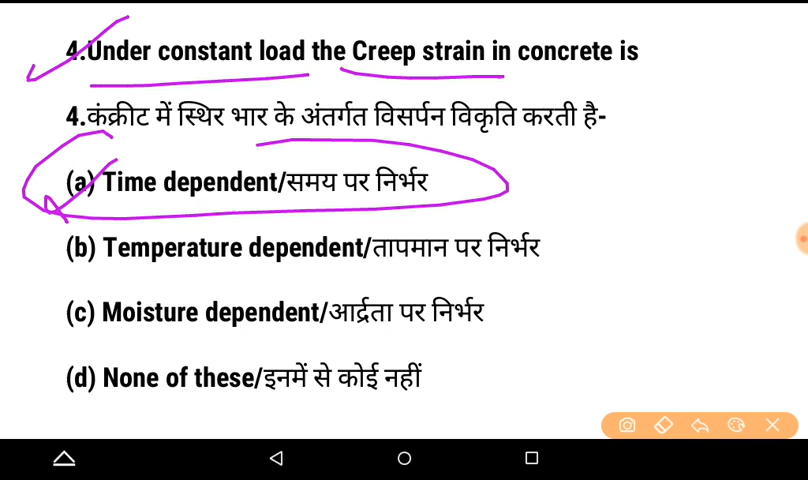 4.Under constant load the Creep strain in concrete is
4.कंक्रीट में स्थिर भार के अंतर्गत विसर्पन विकृति करती है-
(a) Time dependent/समय पर निर्भर
(b) Temperature dependent/तापमान पर निर्भर
(c) Moisture dependent/आर्द्रता पर निर्भर
(d) None of these/इनमें से कोई नहीं